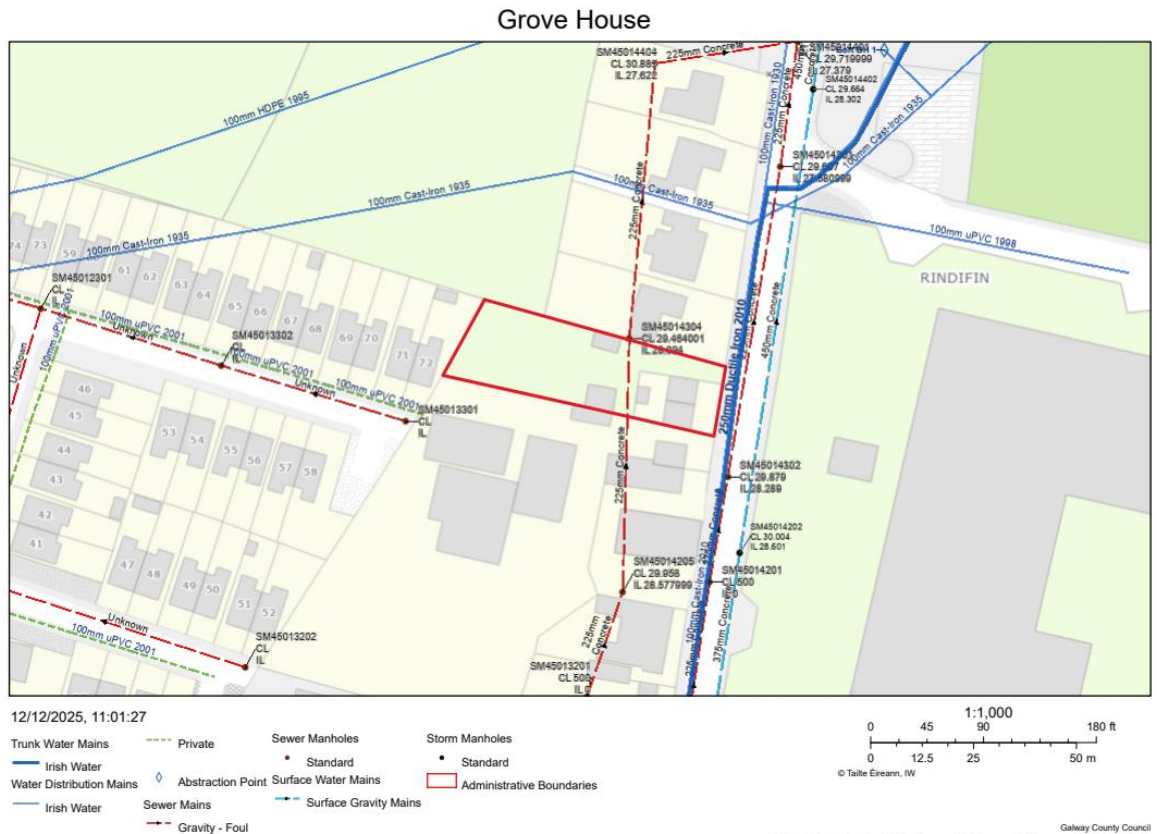 Grove House
SM45014404
CL 30.885
IL 27.622
225mm Concrete
CL 29.719999
IL 27.379
SM45014402
CL 29.664
IL 28.302
100mm HDPE 1995
100mm Cast-Iron 1930
225mm Concrete
100mm Cast-Iron 1935
100mm Cast-Iron 1935
100mm Cast-Iron 1935
100mm Cast-Iron 1935
225mm Concrete
100mm uPVC 1998
RINDIFIN
74
73
59
61
62
63
64
65
66
67
68
69
70
71
72
SM45012301
CL
IL
100mm uPVC 2001
Unknown
SM45013302
CL
IL
100mm uPVC 2001
100mm uPVC 2001
Unknown
Unknown
100mm uPVC 2001
SM45014304
CL 29.464001
SM45013301
CL
IL
250mm Ductile Iron 2010
450mm Concrete
46
45
53
54
55
56
57
58
44
43
42
41
225mm Concrete
SM45014302
CL 29.879
IL 28.289
SM45014202
CL 30.004
IL 28.601
SM45014205
CL 29.958
IL 28.577999
SM45014201
CL 500
IL 0
375mm Concrete
47
48
49
50
51
52
Unknown
100mm uPVC 2001
SM45013202
CL
IL
225mm
Concrete
SM45013201
CL 500
12/12/2025, 11:01:27
Trunk Water Mains
Irish Water
Water Distribution Mains
Irish Water
Private
Abstraction Point
Sewer Mains
Gravity - Foul
Sewer Manholes
Standard
Surface Water Mains
Surface Gravity Mains
Storm Manholes
Standard
Administrative Boundaries
1:1,000
0 45 90 180 ft
0 12.5 25 50 m
© Tailte Éireann, IW
Galway County Council